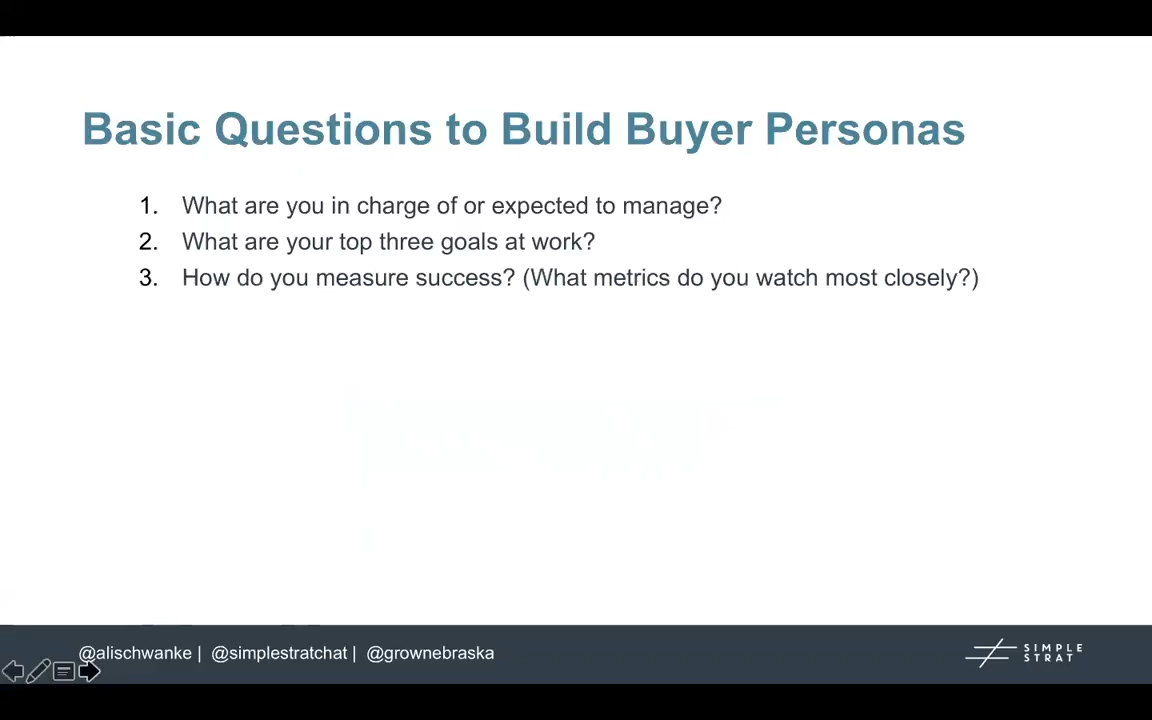 Basic Questions to Build Buyer Personas
1. What are you in charge of or expected to manage?
2. What are your top three goals at work?
3. How do you measure success? (What metrics do you watch most closely?)
@alischwanke | @simplestratchat | @grownebraska
SIMPLE
STRAT